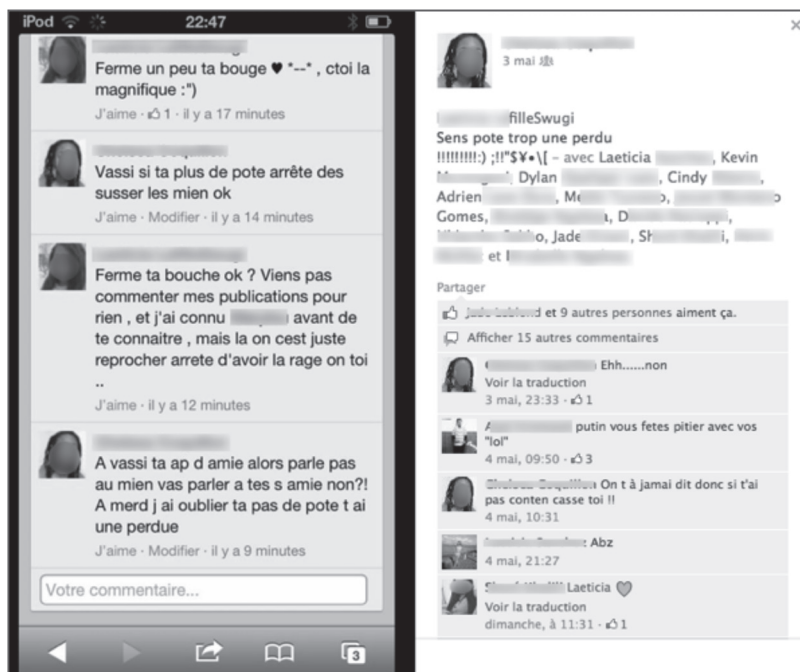 iPod 22:47
Ferme un peu ta bouge ♥ *--* , ctoi la
magnifique :")
J'aime · 1 · il y a 17 minutes
Vassi si ta plus de pote arrête des
susser les mien ok
J'aime · Modifier · il y a 14 minutes
Ferme ta bouche ok ? Viens pas
commenter mes publications pour
rien , et j'ai connu avant de
te connaitre , mais la on cest juste
reprocher arrete d'avoir la rage on toi
..
J'aime · il y a 12 minutes
A vassi ta ap d amie alors parle pas
au mien vas parler a tes s amie non?!
A merd j ai oublier ta pas de pote t ai
une perdue
J'aime · Modifier · il y a 9 minutes
Votre commentaire...
3
3 mai
filleSwugi
Sens pote trop une perdu
!!!!!!!!!:) ;!!"$¥•\[ – avec Laeticia , Kevin
, Dylan , Cindy ,
Adrien , ,
Gomes, , ,
, Jade , ,
et
Partager
et 9 autres personnes aiment ça.
Afficher 15 autres commentaires
Ehh......non
Voir la traduction
3 mai, 23:33 · 1
putin vous fetes pitier avec vos
"lol"
4 mai, 09:50 · 3
On t à jamai dit donc si t'ai
pas conten casse toi !!
4 mai, 10:31
Abz
4 mai, 21:27
Laeticia ♥
Voir la traduction
dimanche, à 11:31 · 1